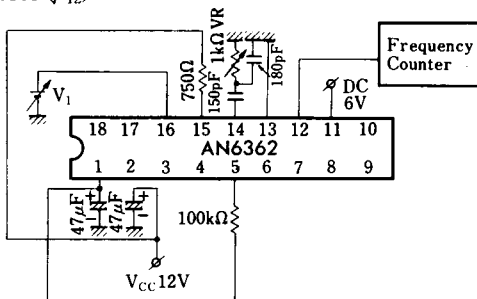 12
Frequency
Counter
1kΩ VR
180pF
150pF
750Ω
DC
6V
V₁
18 17 16 15 14 13 12 11 10
AN6362
1 2 3 4 5 6 7 8 9
47μF
+
−
47μF
+
−
100kΩ
VCC 12V